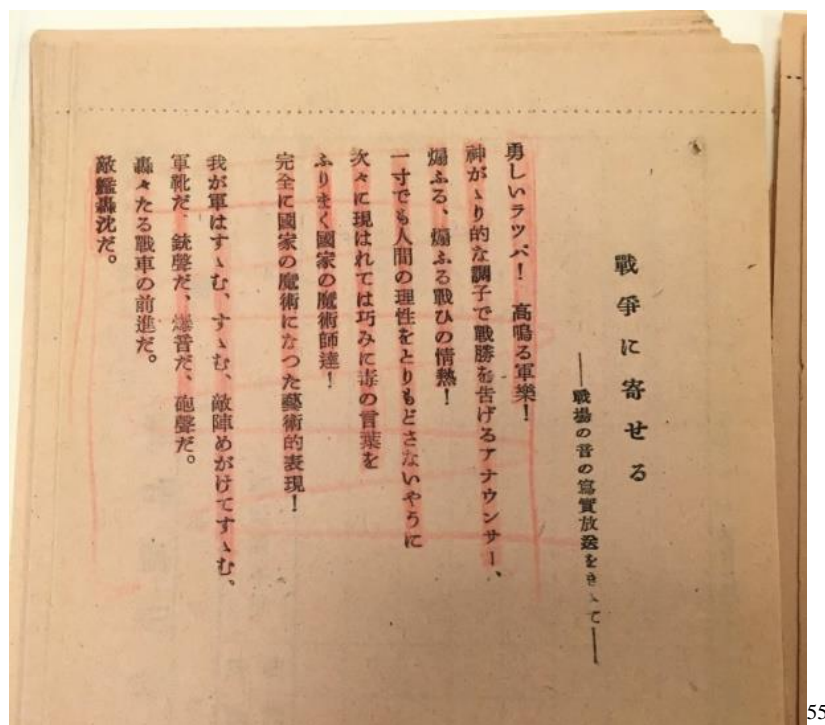 戰爭に寄せる
――戰場の音の寫實放送をきゝて――
勇しいラツパ！　高鳴る軍樂！
神がゝり的な調子で戰勝を告げるアナウンサー、
煽ふる、煽ふる戰ひの情熱！
一寸でも人間の理性をとりもどさないやうに
次々に現はれては巧みに毒の言葉を
ふりまく國家の魔術師達！
完全に國家の魔術になつた藝術的表現！
我が軍はすゝむ、すゝむ、敵陣めがけてすゝむ、
軍靴だ、銃聲だ、爆音だ、砲聲だ。
轟々たる戰車の前進だ。
敵艦轟沈だ。
55